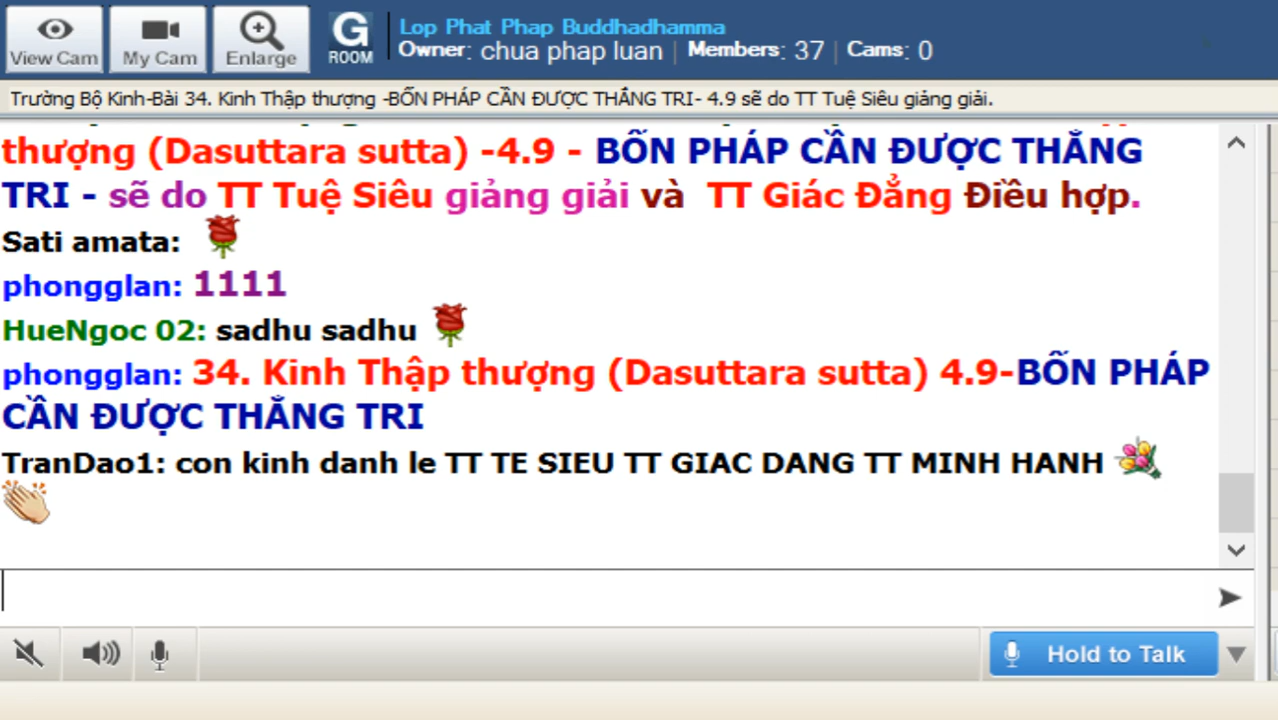 View Cam
My Cam
Enlarge
G
ROOM
Lop Phat Phap Buddhadhamma
Owner: chua phap luan | Members: 37 | Cams: 0
Trường Bộ Kinh-Bài 34. Kinh Thập thượng -BỐN PHÁP CẦN ĐƯỢC THẮNG TRI- 4.9 sẽ do TT Tuệ Siêu giảng giải.
thượng (Dasuttara sutta) -4.9 - BỐN PHÁP CẦN ĐƯỢC THẮNG
TRI - sẽ do TT Tuệ Siêu giảng giải và TT Giác Đẳng Điều hợp.
Sati amata:
phongglan: 1111
HueNgoc 02: sadhu sadhu
phongglan: 34. Kinh Thập thượng (Dasuttara sutta) 4.9-BỐN PHÁP
CẦN ĐƯỢC THẮNG TRI
TranDao1: con kinh danh le TT TE SIEU TT GIAC DANG TT MINH HANH
Hold to Talk